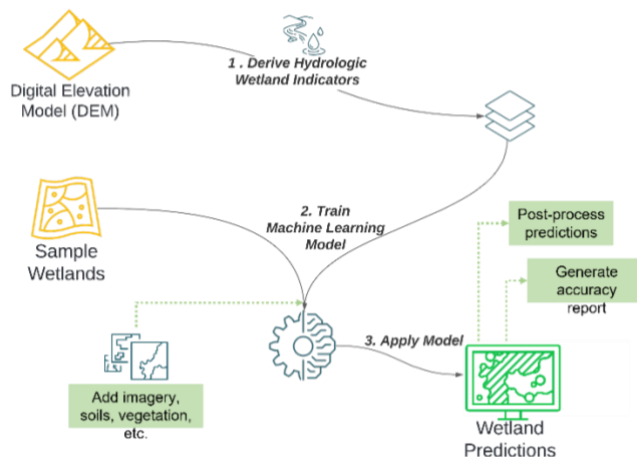 1 . Derive Hydrologic
Wetland Indicators
Digital Elevation
Model (DEM)
2. Train
Machine Learning
Model
Sample
Wetlands
Post-process
predictions
Generate
accuracy
report
3. Apply Model
Add imagery,
soils, vegetation,
etc.
Wetland
Predictions